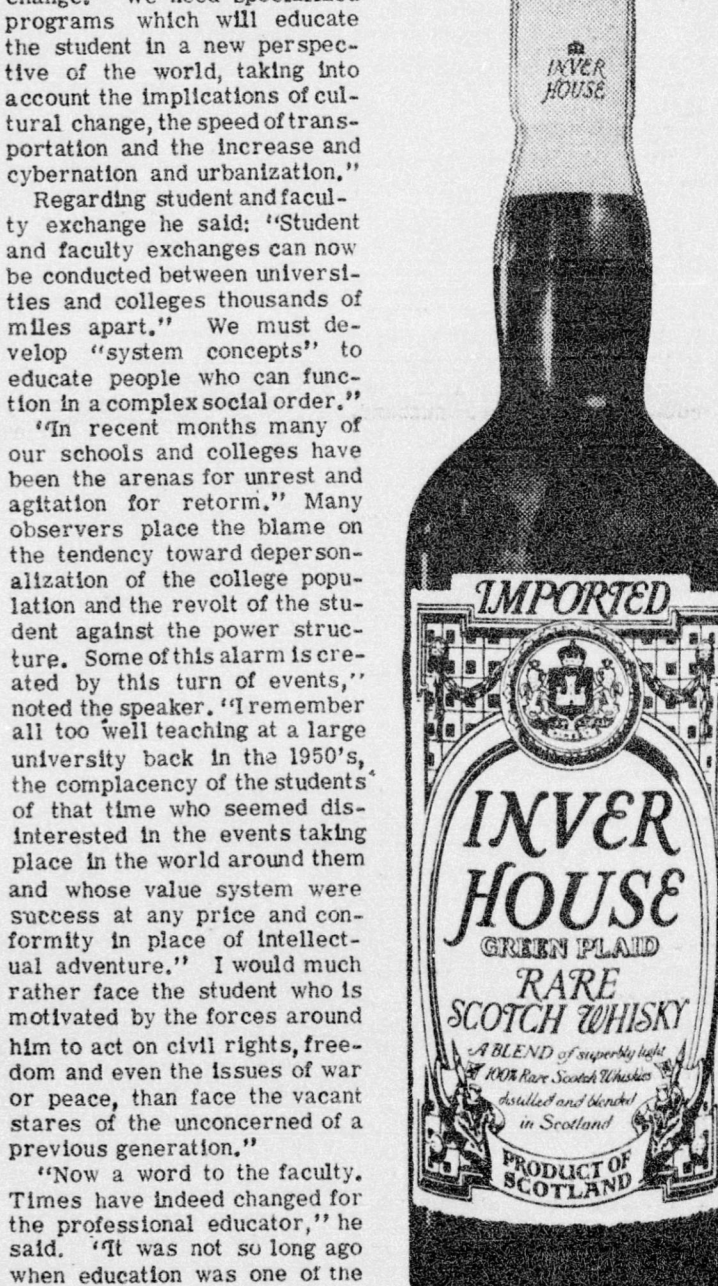 change. We need specialized
programs which will educate
the student in a new perspec-
tive of the world, taking into
account the implications of cul-
tural change, the speed of trans-
portation and the increase and
cybernation and urbanization."
Regarding student and facul-
ty exchange he said: "Student
and faculty exchanges can now
be conducted between universi-
ties and colleges thousands of
miles apart." We must de-
velop "system concepts" to
educate people who can func-
tion in a complex social order."
"In recent months many of
our schools and colleges have
been the arenas for unrest and
agitation for retorm." Many
observers place the blame on
the tendency toward deperson-
alization of the college popu-
lation and the revolt of the stu-
dent against the power struc-
ture. Some of this alarm is cre-
ated by this turn of events,"
noted the speaker. "I remember
all too well teaching at a large
university back in the 1950's,
the complacency of the students
of that time who seemed dis-
interested in the events taking
place in the world around them
and whose value system were
success at any price and con-
formity in place of intellect-
ual adventure." I would much
rather face the student who is
motivated by the forces around
him to act on civil rights, free-
dom and even the issues of war
or peace, than face the vacant
stares of the unconcerned of a
previous generation."
"Now a word to the faculty.
Times have indeed changed for
the professional educator," he
said. "It was not so long ago
when education was one of the
INVER
HOUSE
IMPORTED
INVER
HOUSE
GREEN PLAID
RARE
SCOTCH WHISKY
A BLEND of superbly light
100% Rare Scotch Whiskies
distilled and blended
in Scotland
PRODUCT OF
SCOTLAND